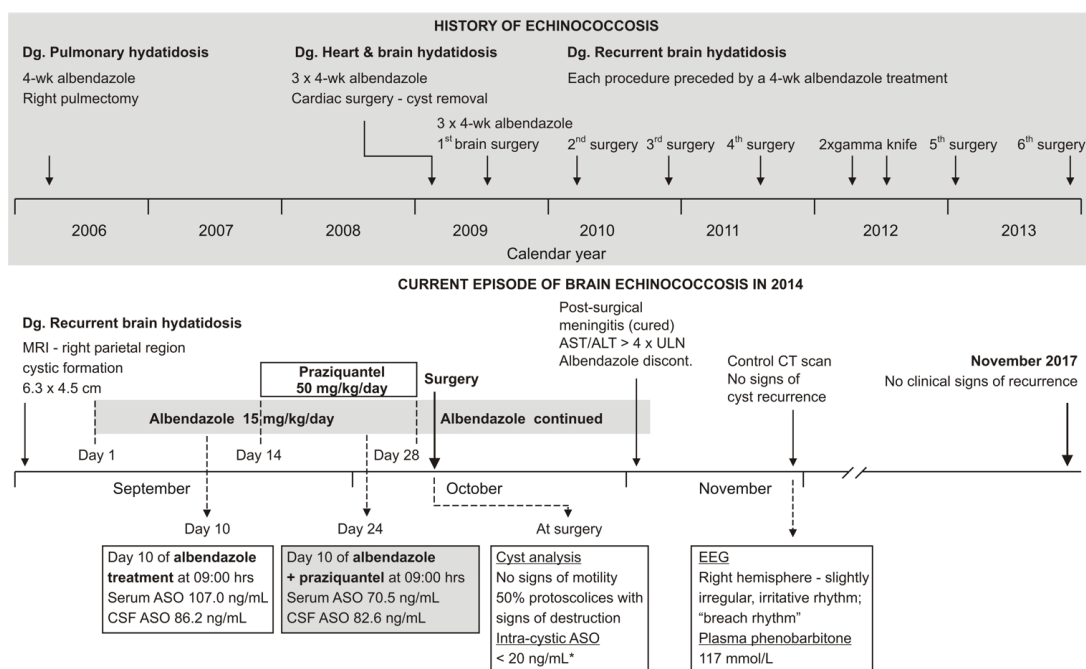 HISTORY OF ECHINOCOCCOSIS
Dg. Pulmonary hydatidosis
4-wk albendazole
Right pulmectomy
Dg. Heart & brain hydatidosis
3 x 4-wk albendazole
Cardiac surgery - cyst removal
Dg. Recurrent brain hydatidosis
Each procedure preceded by a 4-wk albendazole treatment
3 x 4-wk albendazole
1st brain surgery
2nd surgery
3rd surgery
4th surgery
2xgamma knife
5th surgery
6th surgery
2006
2007
2008
2009
2010
2011
2012
2013
Calendar year
CURRENT EPISODE OF BRAIN ECHINOCOCCOSIS IN 2014
Dg. Recurrent brain hydatidosis
MRI - right parietal region
cystic formation
6.3 x 4.5 cm
Praziquantel
50 mg/kg/day
Surgery
Post-surgical
meningitis (cured)
AST/ALT > 4 x ULN
Albendazole discont.
Control CT scan
No signs of
cyst recurrence
November 2017
No clinical signs of recurrence
Albendazole 15 mg/kg/day
Albendazole continued
Day 1
Day 14
Day 28
September
October
November
Day 10
Day 24
At surgery
Day 10 of albendazole
treatment at 09:00 hrs
Serum ASO 107.0 ng/mL
CSF ASO 86.2 ng/mL
Day 10 of albendazole
+ praziquantel at 09:00 hrs
Serum ASO 70.5 ng/mL
CSF ASO 82.6 ng/mL
Cyst analysis
No signs of motility
50% protoscolices with
signs of destruction
Intra-cystic ASO
< 20 ng/mL*
EEG
Right hemisphere - slightly
irregular, irritative rhythm;
“breach rhythm”
Plasma phenobarbitone
117 mmol/L